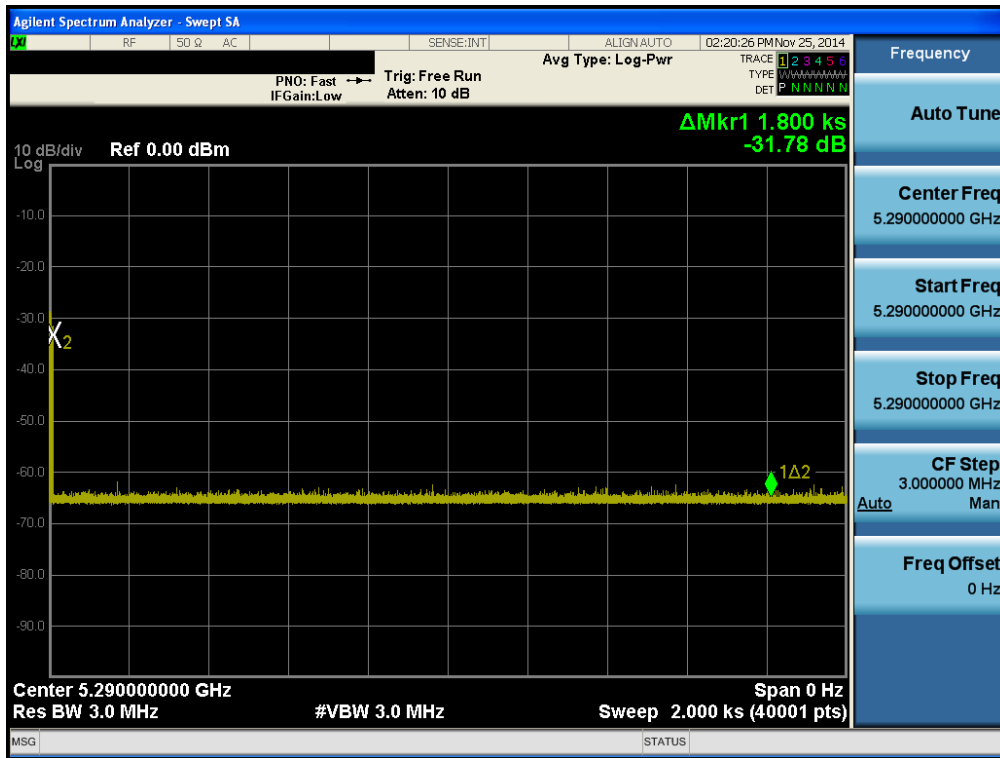 Agilent Spectrum Analyzer - Swept SA
LXI RF 50 Ω AC SENSE:INT ALIGN AUTO 02:20:26 PM Nov 25, 2014
Frequency
Avg Type: Log-Pwr
TRACE 1 2 3 4 5 6
PNO: Fast
Trig: Free Run
TYPE
IFGain:Low
Atten: 10 dB
DET P N N N N N
Auto Tune
ΔMkr1 1.800 ks
-31.78 dB
10 dB/div
Ref 0.00 dBm
Log
Center Freq
5.290000000 GHz
-10.0
-20.0
Start Freq
5.290000000 GHz
-30.0
X2
-40.0
Stop Freq
5.290000000 GHz
-50.0
-60.0
1Δ2
CF Step
3.000000 MHz
Auto Man
-70.0
Freq Offset
0 Hz
-80.0
-90.0
Center 5.290000000 GHz
Span 0 Hz
Res BW 3.0 MHz
#VBW 3.0 MHz
Sweep 2.000 ks (40001 pts)
MSG
STATUS